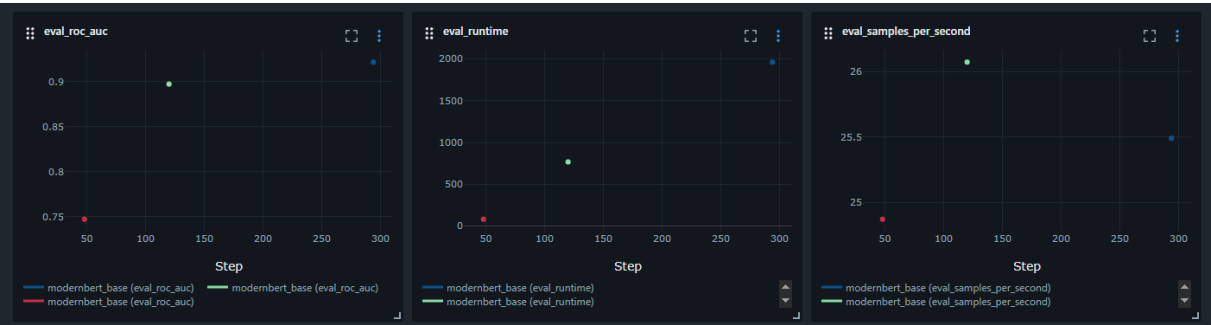 eval_roc_auc
0.9
0.85
0.8
0.75
50 100 150 200 250 300
Step
modernbert_base (eval_roc_auc) modernbert_base (eval_roc_auc)
modernbert_base (eval_roc_auc)
eval_runtime
2000
1500
1000
500
0
50 100 150 200 250 300
Step
modernbert_base (eval_runtime)
modernbert_base (eval_runtime)
eval_samples_per_second
26
25.5
25
50 100 150 200 250 300
Step
modernbert_base (eval_samples_per_second)
modernbert_base (eval_samples_per_second)